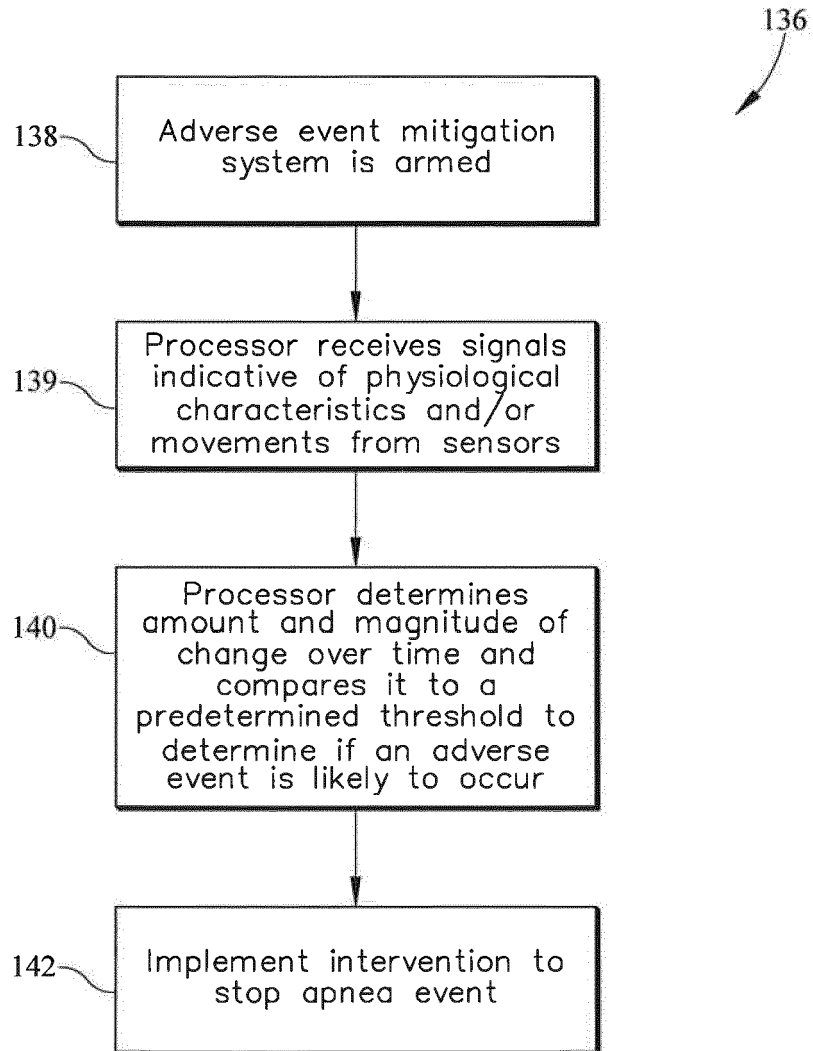 136
138
Adverse event mitigation
system is armed
139
Processor receives signals
indicative of physiological
characteristics and/or
movements from sensors
140
Processor determines
amount and magnitude of
change over time and
compares it to a
predetermined threshold to
determine if an adverse
event is likely to occur
142
Implement intervention to
stop apnea event